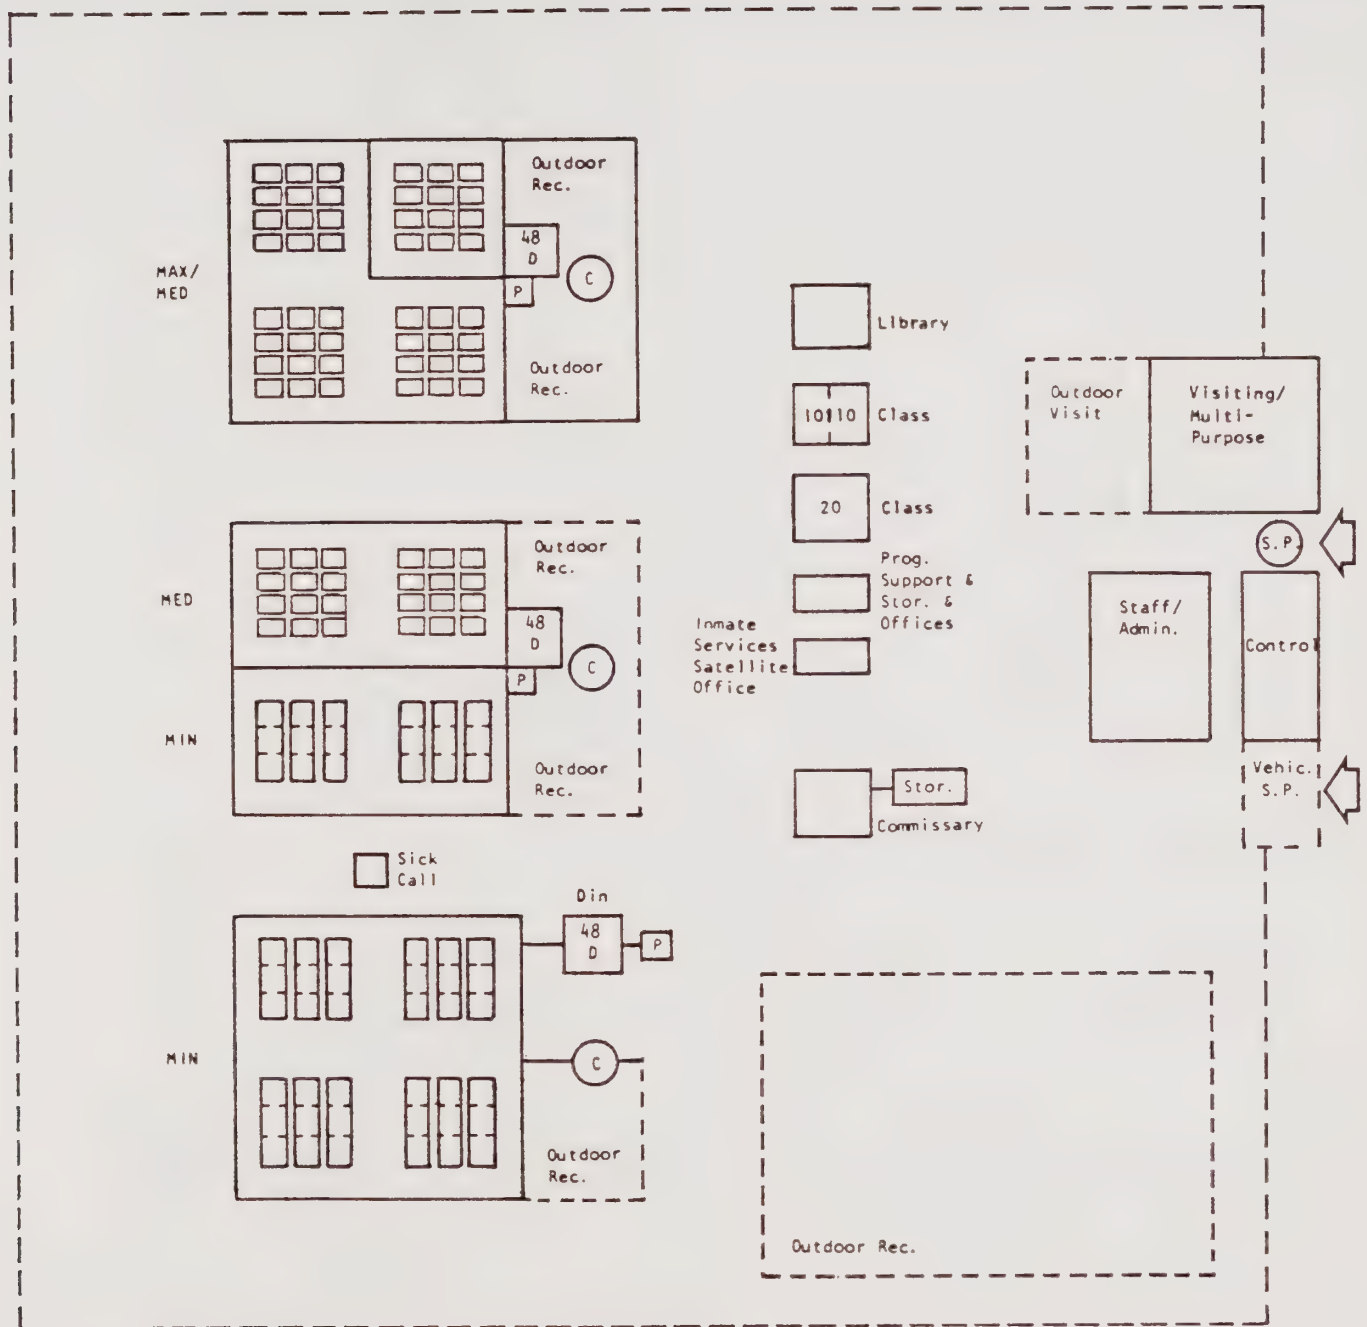 Outdoor
Rec.
48
D
P
C
MAX/
MED
Outdoor
Rec.
Library
10 10
Class
20
Class
Prog.
Support &
Stor. &
Offices
Inmate
Services
Satellite
Office
Stor.
Commissary
Outdoor
Visit
Visiting/
Multi-
Purpose
S.P.
Staff/
Admin.
Control
Vehic.
S.P.
Outdoor
Rec.
MED
48
D
P
C
MIN
Outdoor
Rec.
Sick
Call
Din
48
D
P
MIN
C
Outdoor
Rec.
Outdoor Rec.